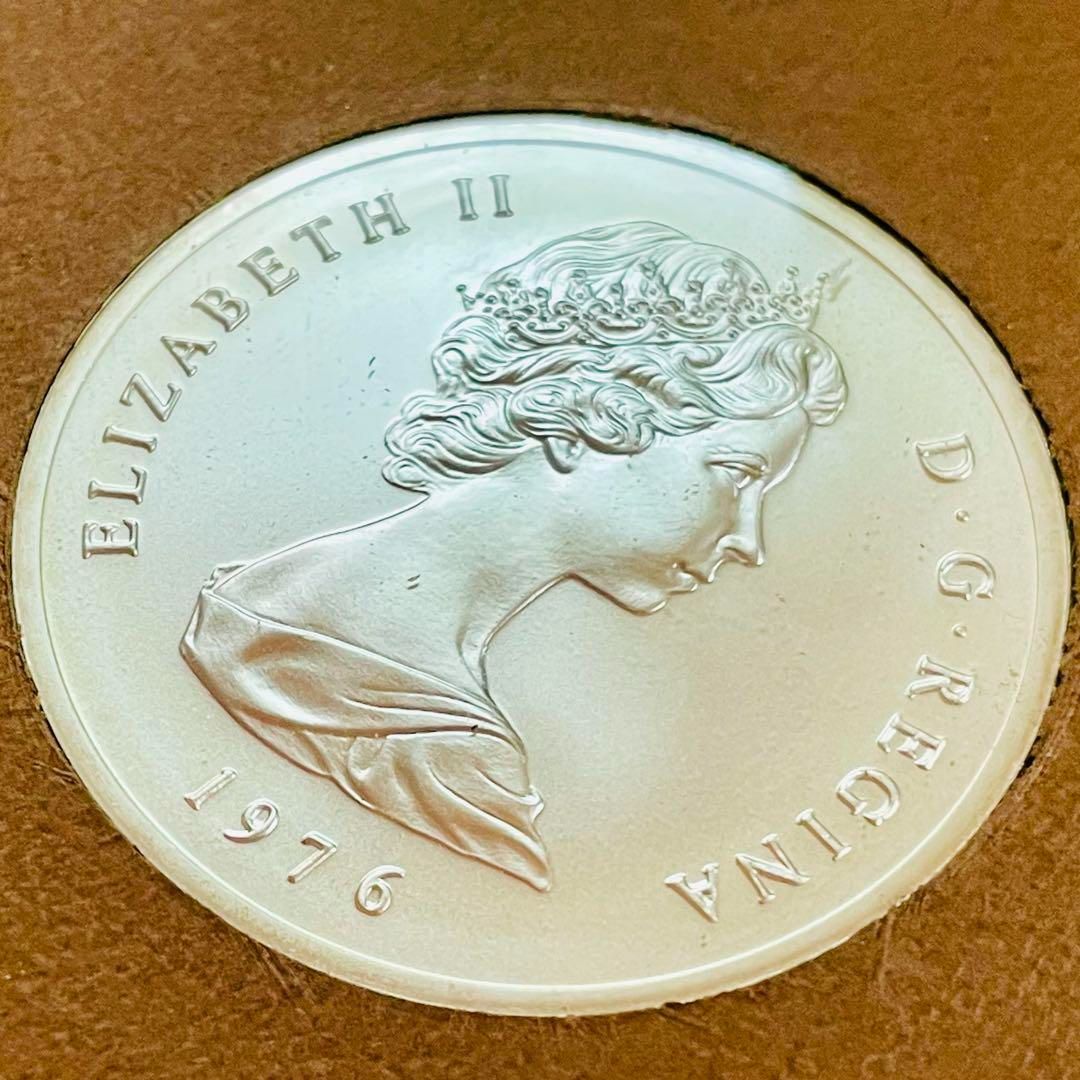 ELIZABETH II
D·G·REGINA
1976